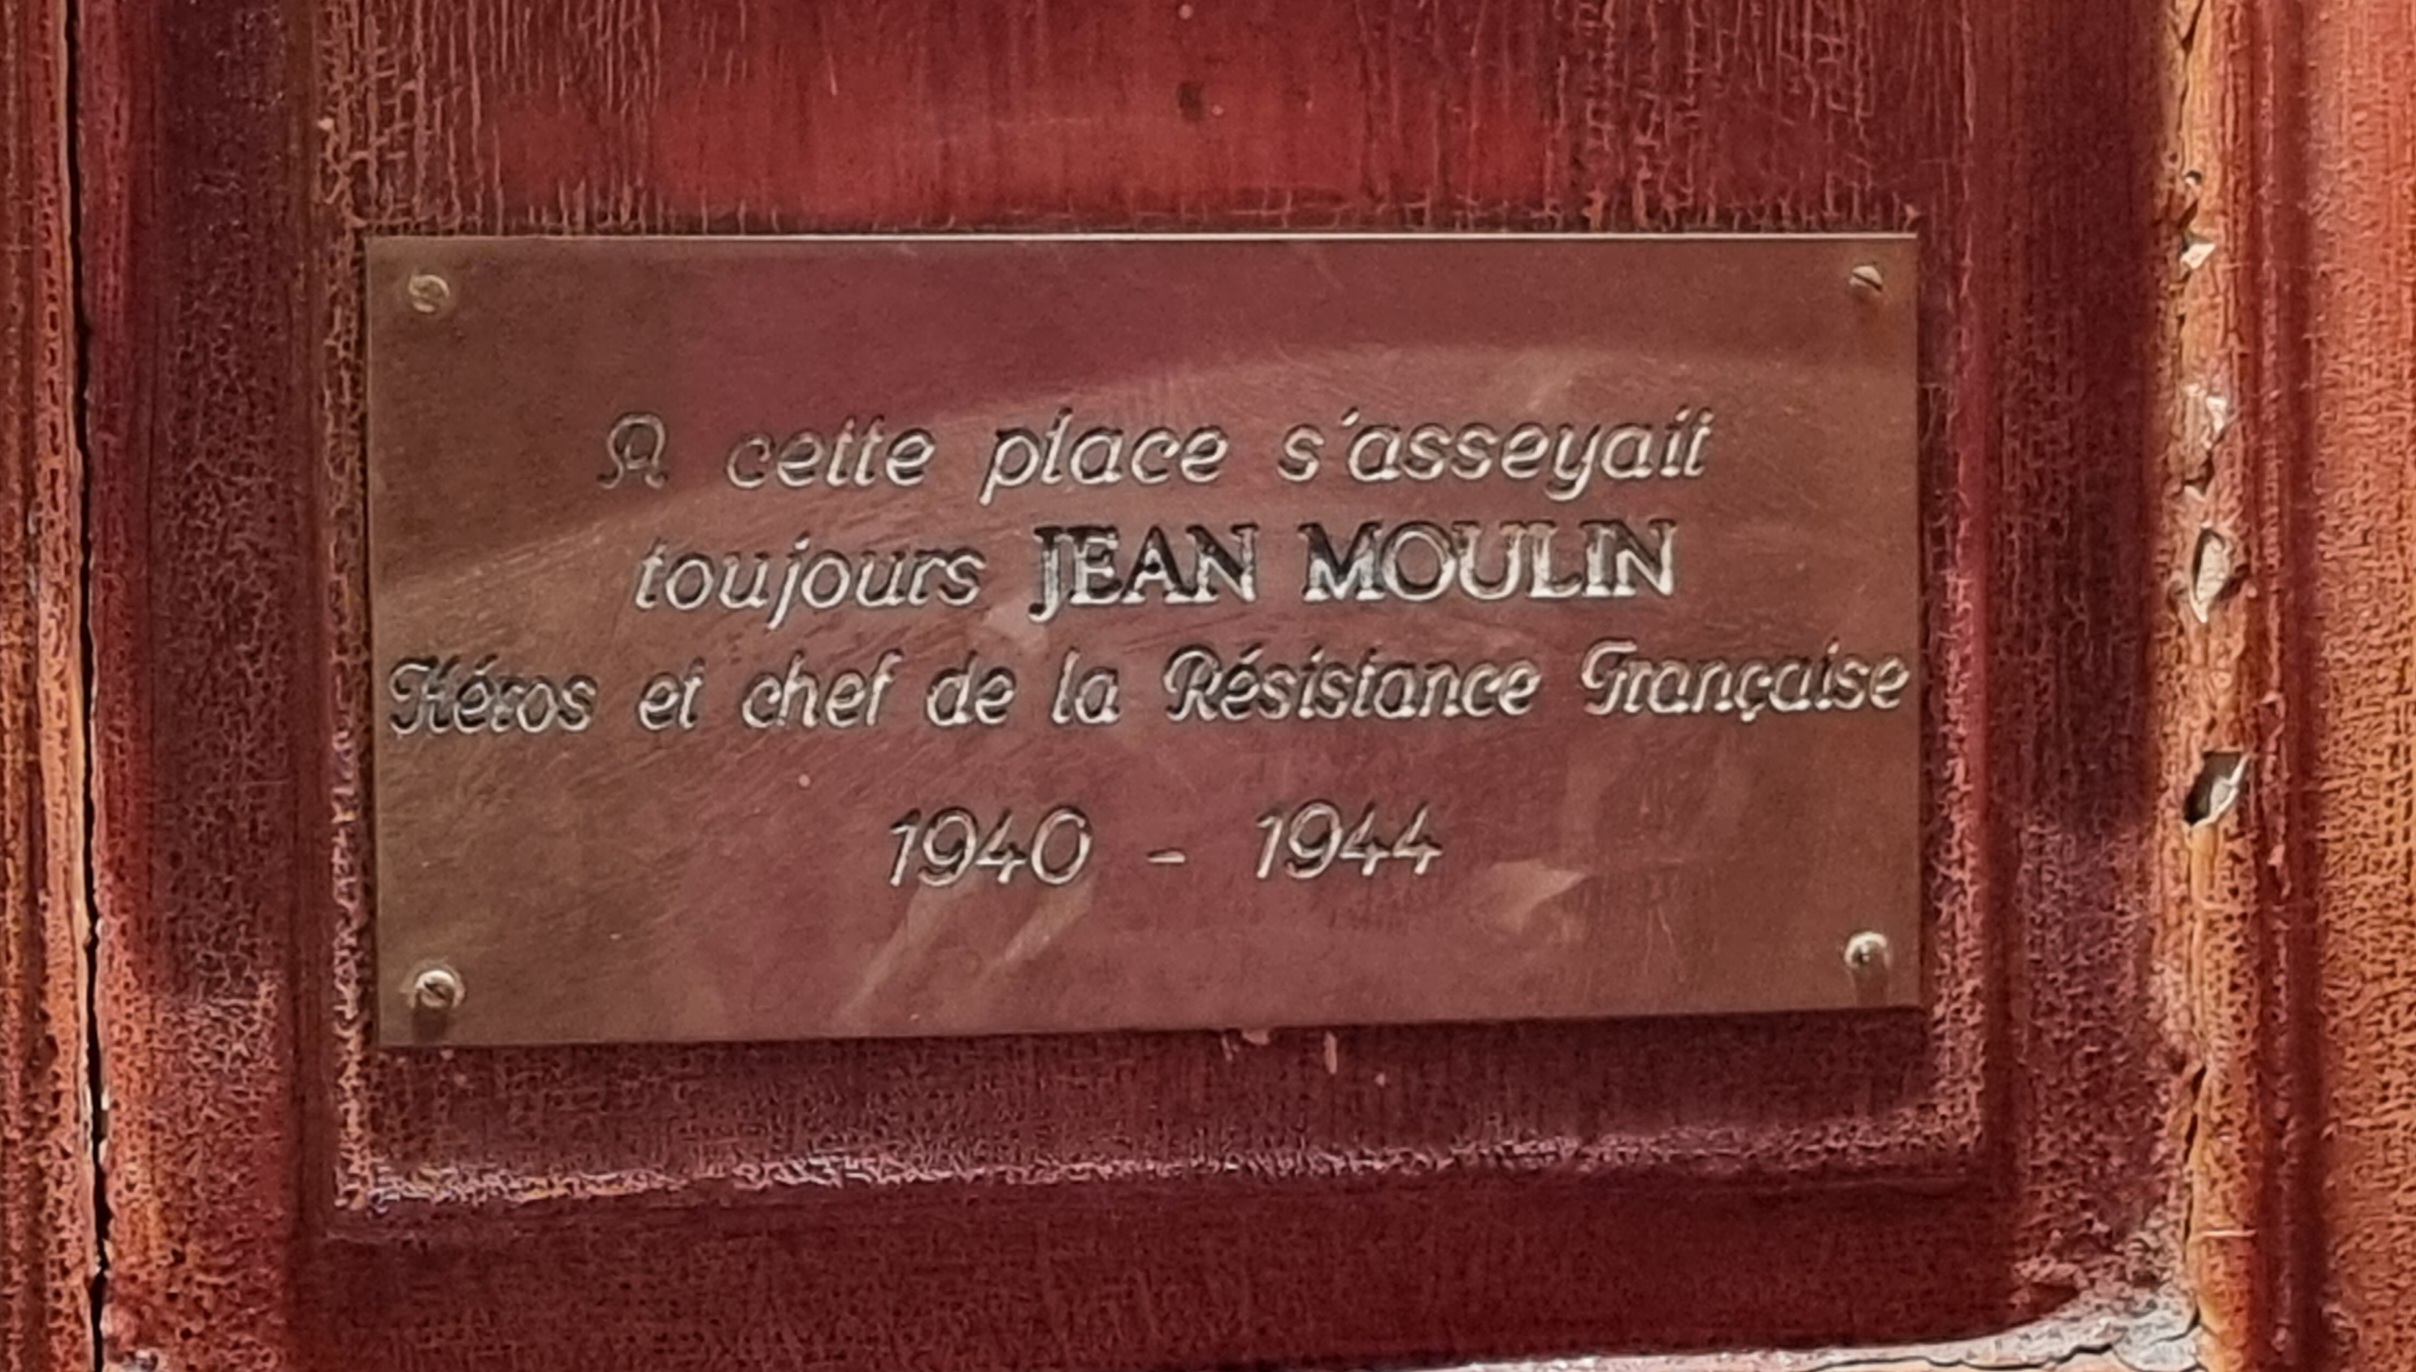 A cette place s'asseyait
toujours JEAN MOULIN
Héros et chef de la Résistance Française
1940 - 1944